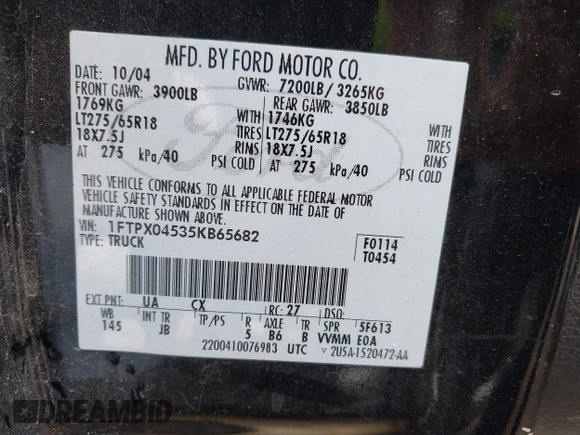 MFD. BY FORD MOTOR CO.
DATE: 10/04 GVWR: 7200LB/ 3265KG
FRONT GAWR: 3900LB REAR GAWR: 3850LB
1769KG WITH 1746KG WITH
LT275/65R18 TIRES LT275/65R18 TIRES
18X7.5J RIMS 18X7.5J RIMS
AT 275 kPa/40 PSI COLD AT 275 kPa/40 PSI COLD
THIS VEHICLE CONFORMS TO ALL APPLICABLE FEDERAL MOTOR
VEHICLE SAFETY STANDARDS IN EFFECT ON THE DATE OF
MANUFACTURE SHOWN ABOVE.
VIN: 1FTPX04535KB65682 F0114
TYPE: TRUCK T0454
EXT PNT: UA CX RC: 27 DSO:
WB INT TR TP/PS R AXLE TR SPR 5F613
145 JB 5 B6 B VVMM E0A
2200410076983 UTC ▽ 2U5A-1520472-AA
Ford
DREAMBID